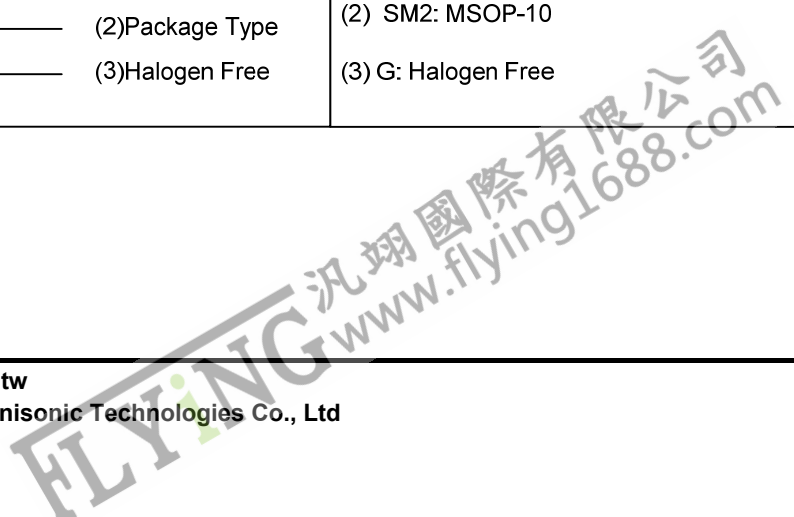 (2)Package Type (2) SM2: MSOP-10
(3)Halogen Free (3) G: Halogen Free
FLYiNG 汎翊國際有限公司
www.flying1688.com
tw
nisonic Technologies Co., Ltd